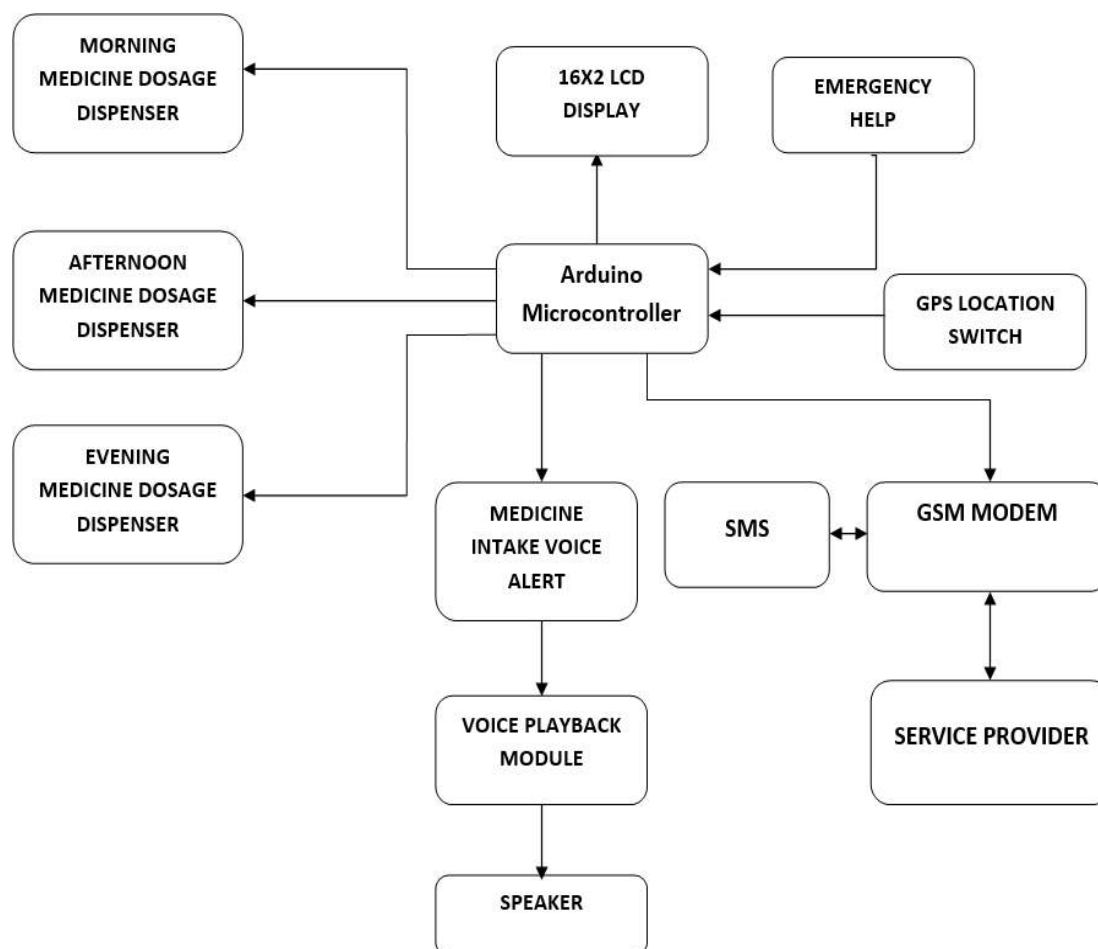 MORNING
MEDICINE DOSAGE
DISPENSER
16X2 LCD
DISPLAY
EMERGENCY
HELP
AFTERNOON
MEDICINE DOSAGE
DISPENSER
Arduino
Microcontroller
GPS LOCATION
SWITCH
EVENING
MEDICINE DOSAGE
DISPENSER
MEDICINE
INTAKE VOICE
ALERT
SMS
GSM MODEM
VOICE PLAYBACK
MODULE
SERVICE PROVIDER
SPEAKER